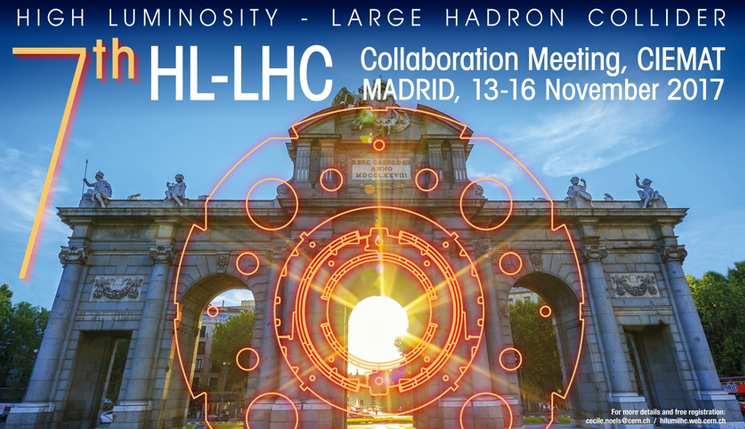 HIGH LUMINOSITY - LARGE HADRON COLLIDER
7th HL-LHC
Collaboration Meeting, CIEMAT
MADRID, 13-16 November 2017
REGE CAROLO III
ANNO
MDCCLXXVIII
For more details and free registration:
cecile.noels@cern.ch / hilumilhc.web.cern.ch